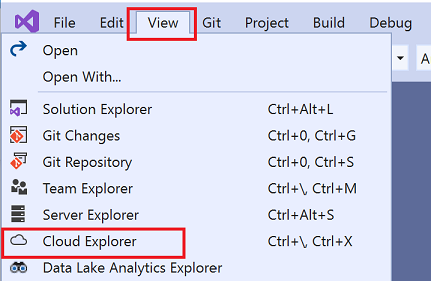 File Edit View Git Project Build Debug
Open
Open With...
Solution Explorer Ctrl+Alt+L
Git Changes Ctrl+0, Ctrl+G
Git Repository Ctrl+0, Ctrl+S
Team Explorer Ctrl+\, Ctrl+M
Server Explorer Ctrl+Alt+S
Cloud Explorer Ctrl+\, Ctrl+X
Data Lake Analytics Explorer